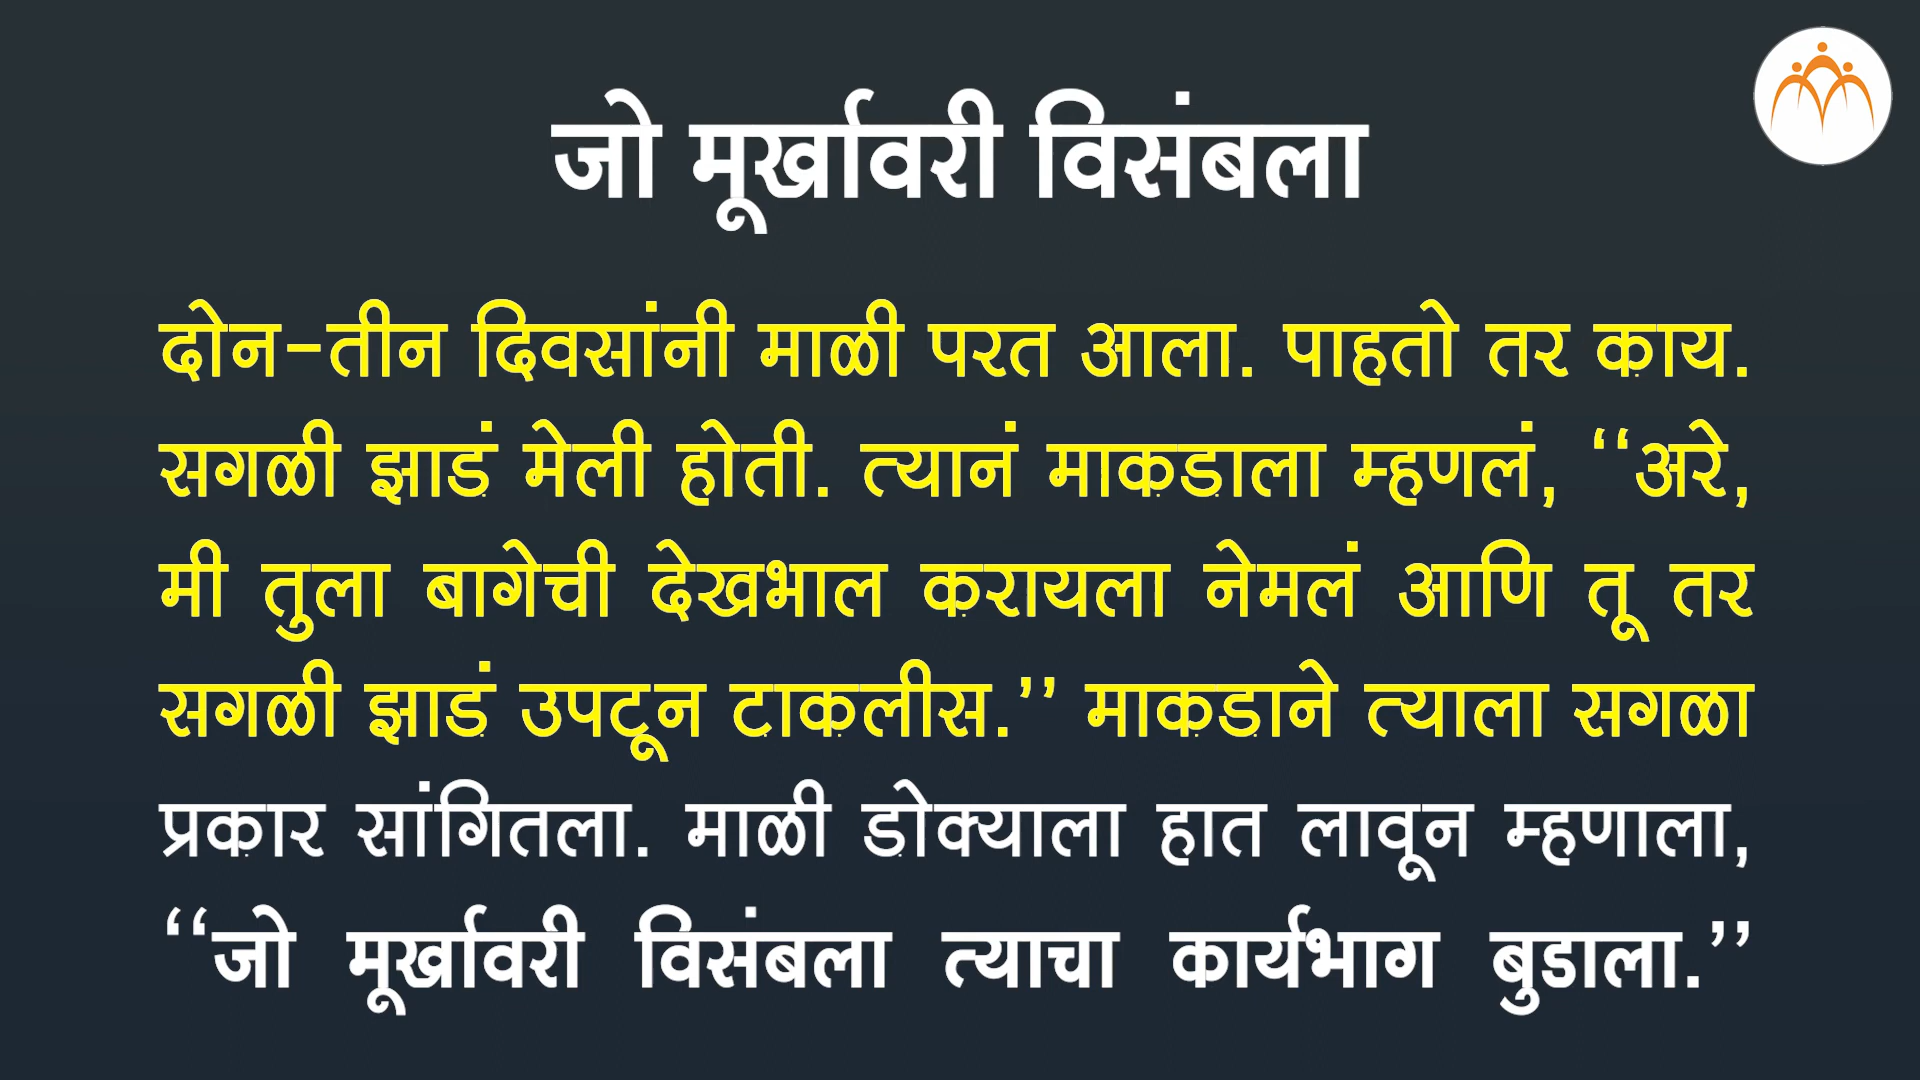 जो मूर्खावरी विसंबला
दोन-तीन दिवसांनी माळी परत आला. पाहतो तर काय.
सगळी झाडं मेली होती. त्यानं माकडाला म्हणलं, ‘‘अरे,
मी तुला बागेची देखभाल करायला नेमलं आणि तू तर
सगळी झाडं उपटून टाकलीस.’’ माकडाने त्याला सगळा
प्रकार सांगितला. माळी डोक्याला हात लावून म्हणाला,
‘‘जो मूर्खावरी विसंबला त्याचा कार्यभाग बुडाला.’’